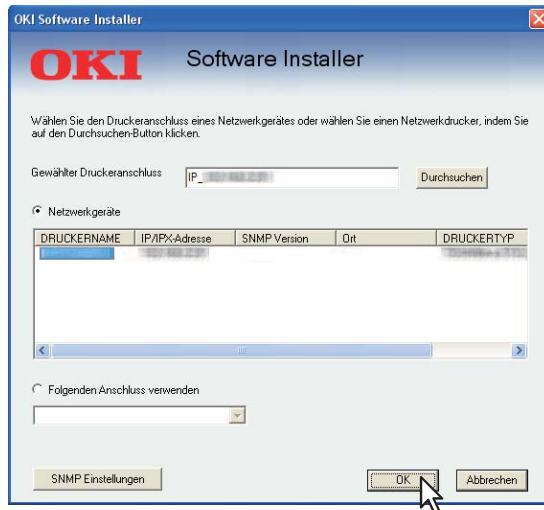 OKI Software Installer
OKI
Software Installer
Wählen Sie den Druckeranschluss eines Netzwerkgerätes oder wählen Sie einen Netzwerkdrucker, indem Sie
auf den Durchsuchen-Button klicken.
Gewählter Druckeranschluss
IP_
Durchsuchen
Netzwerkgeräte
DRUCKERNAME IP/IPX-Adresse SNMP Version Ort DRUCKERTYP
Folgenden Anschluss verwenden
SNMP Einstellungen OK Abbrechen